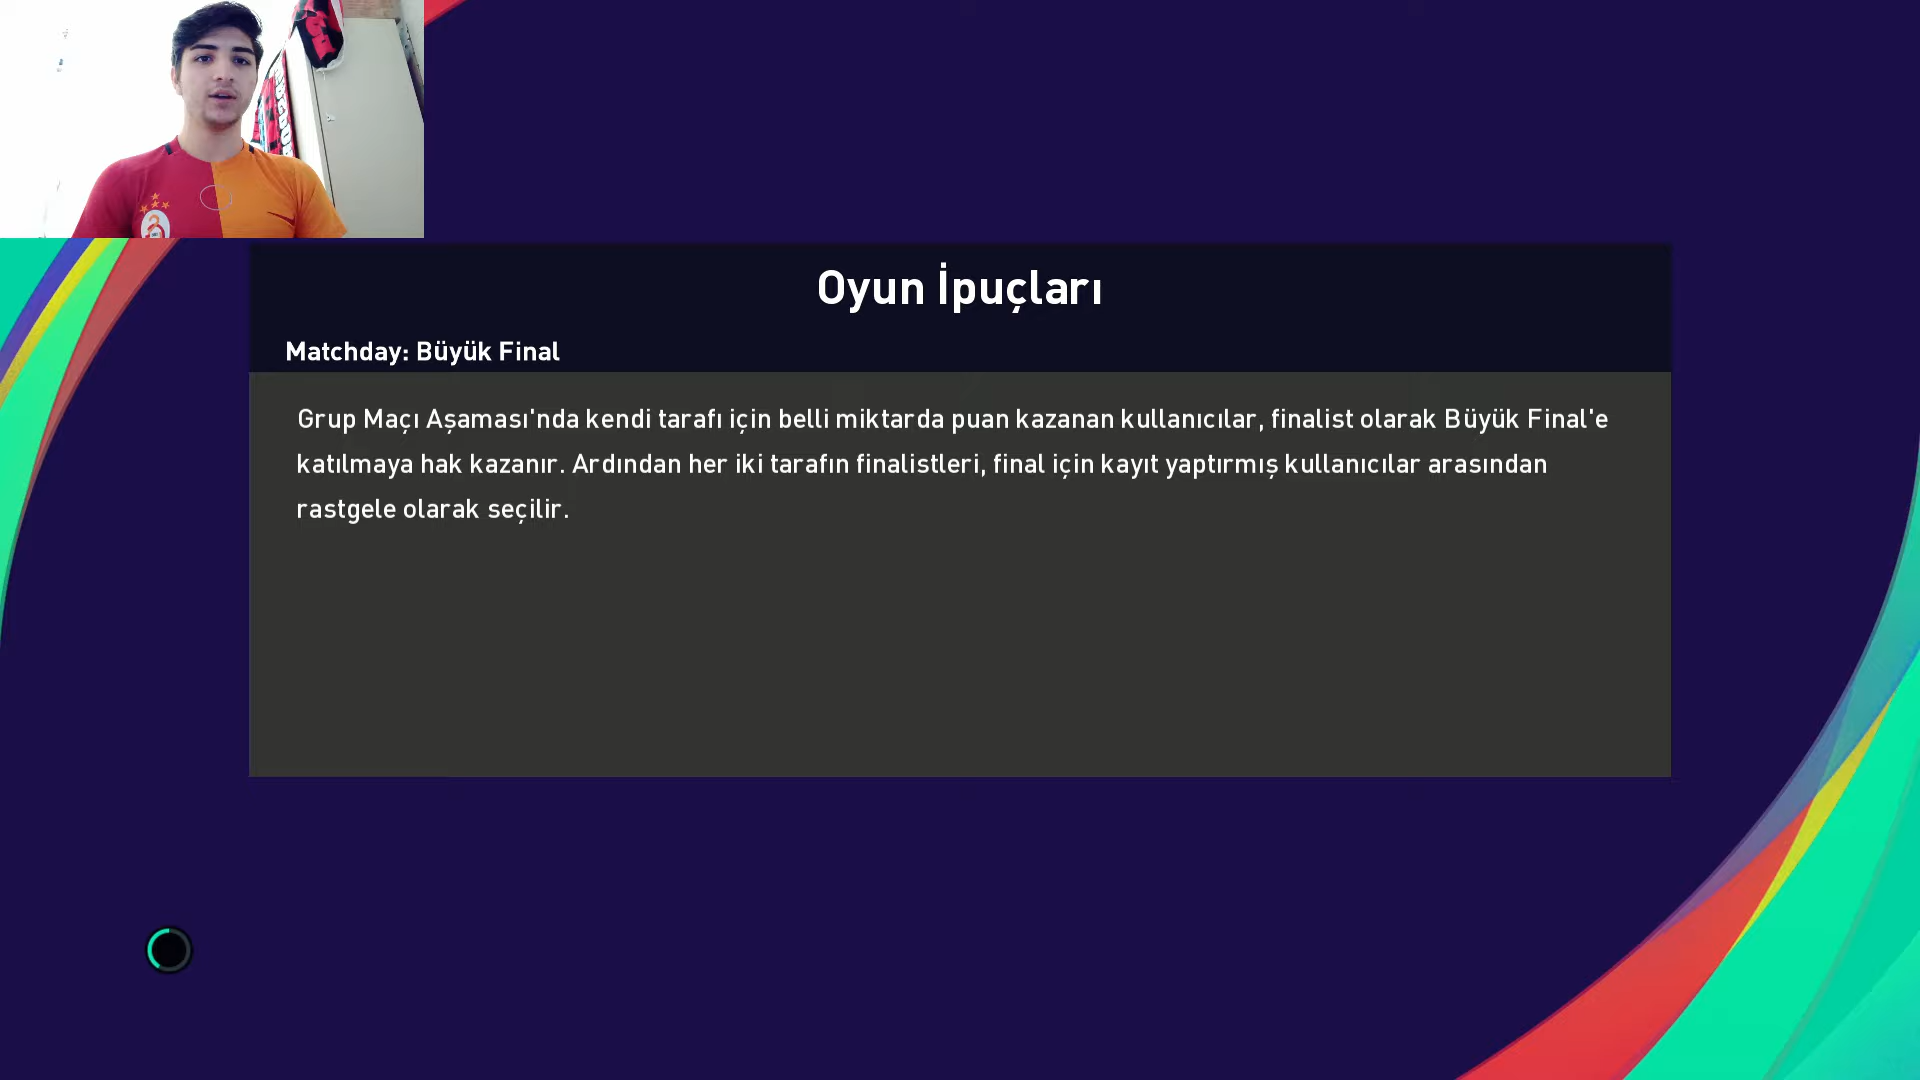 Oyun İpuçları
Matchday: Büyük Final
Grup Maçı Aşaması'nda kendi tarafı için belli miktarda puan kazanan kullanıcılar, finalist olarak Büyük Final'e
katılmaya hak kazanır. Ardından her iki tarafın finalistleri, final için kayıt yaptırmış kullanıcılar arasından
rastgele olarak seçilir.